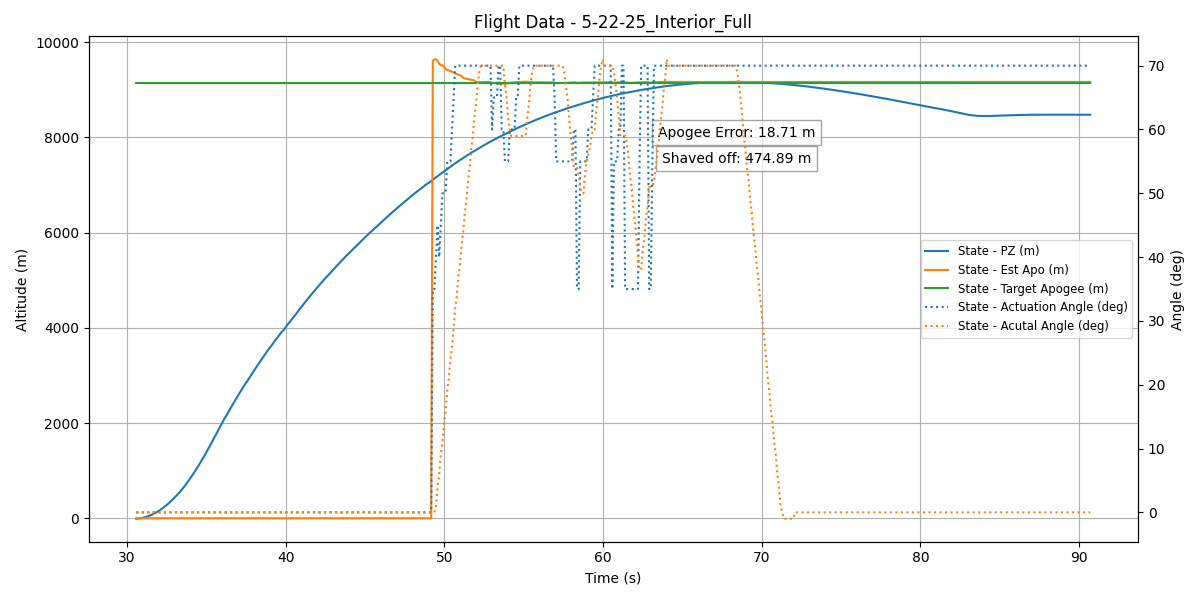 Flight Data - 5-22-25_Interior_Full
Altitude (m)
10000
8000
6000
4000
2000
0
Apogee Error: 18.71 m
Shaved off: 474.89 m
State - PZ (m)
State - Est Apo (m)
State - Target Apogee (m)
State - Actuation Angle (deg)
State - Acutal Angle (deg)
70
60
50
40
30
20
10
0
Angle (deg)
30 40 50 60 70 80 90
Time (s)